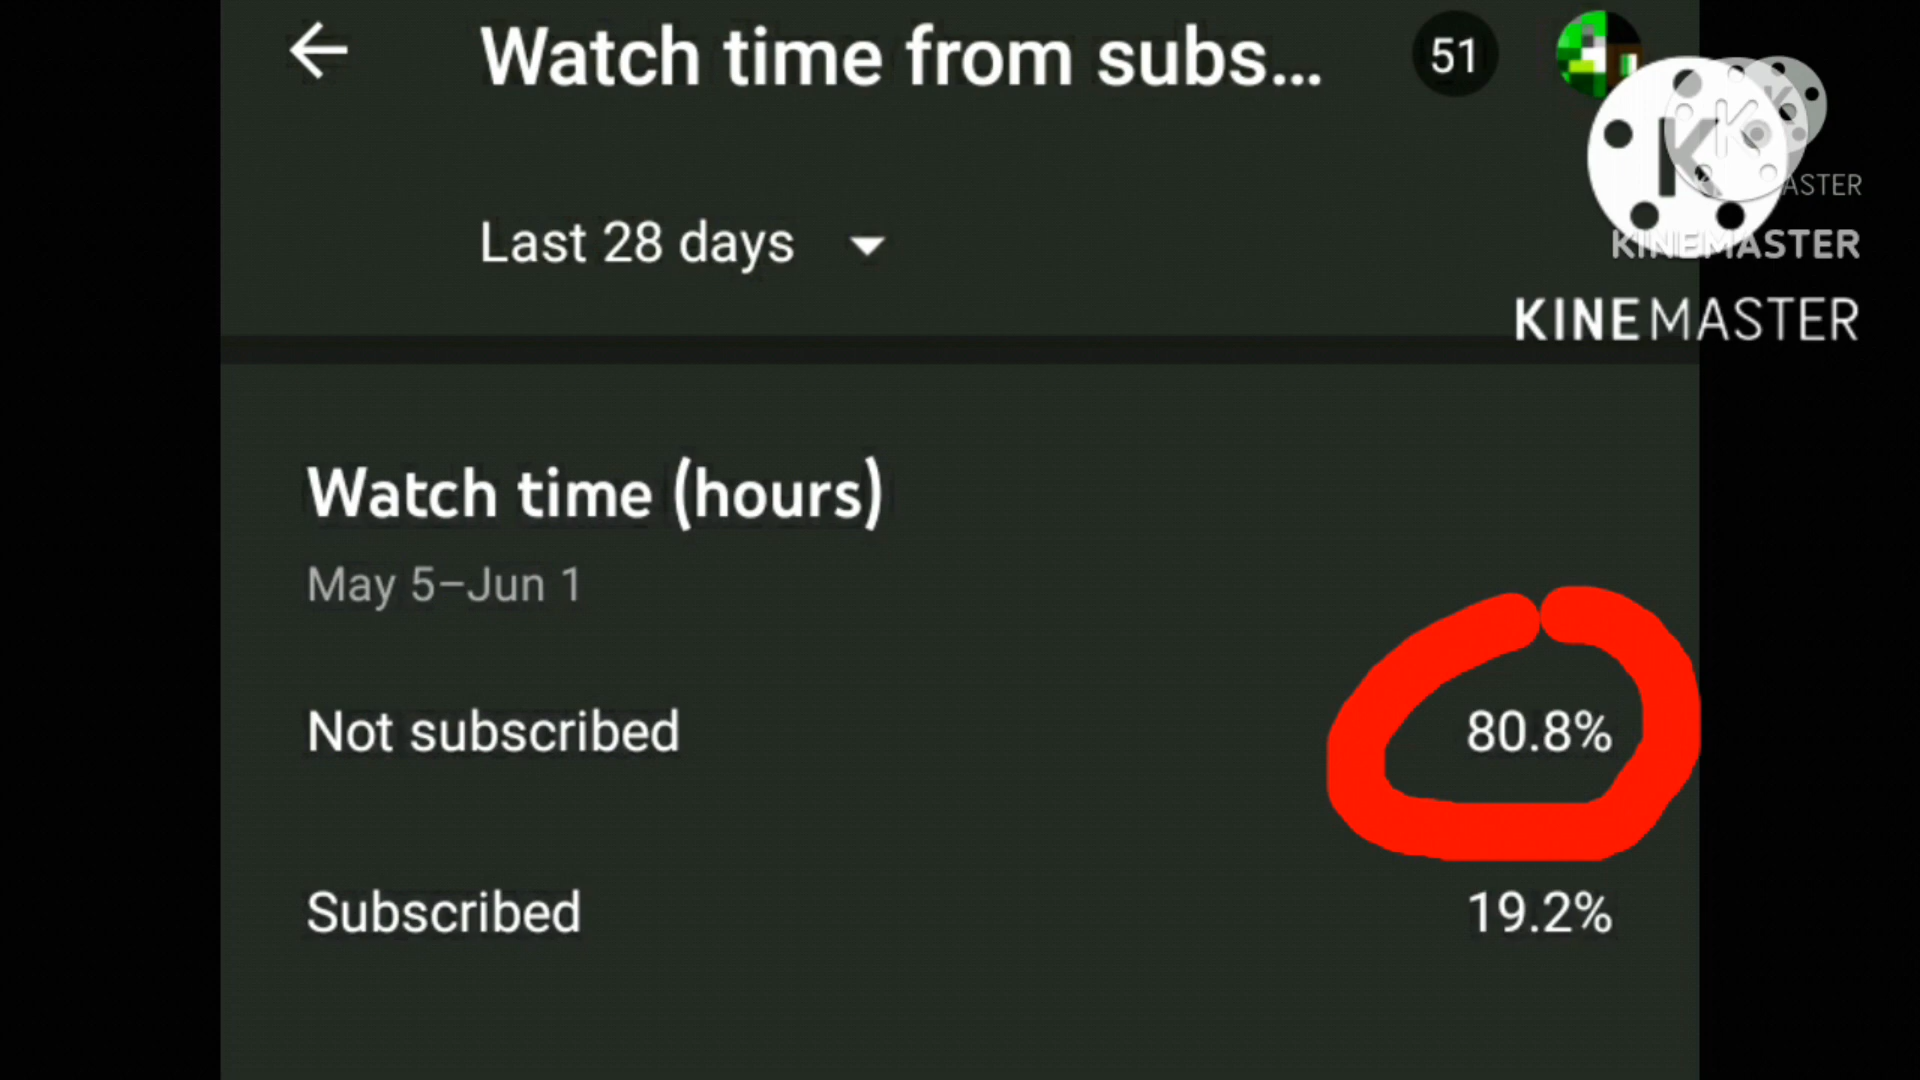 Watch time from subs...
51
Last 28 days
ASTER
KINEMASTER
KINEMASTER
Watch time (hours)
May 5–Jun 1
Not subscribed
80.8%
Subscribed
19.2%